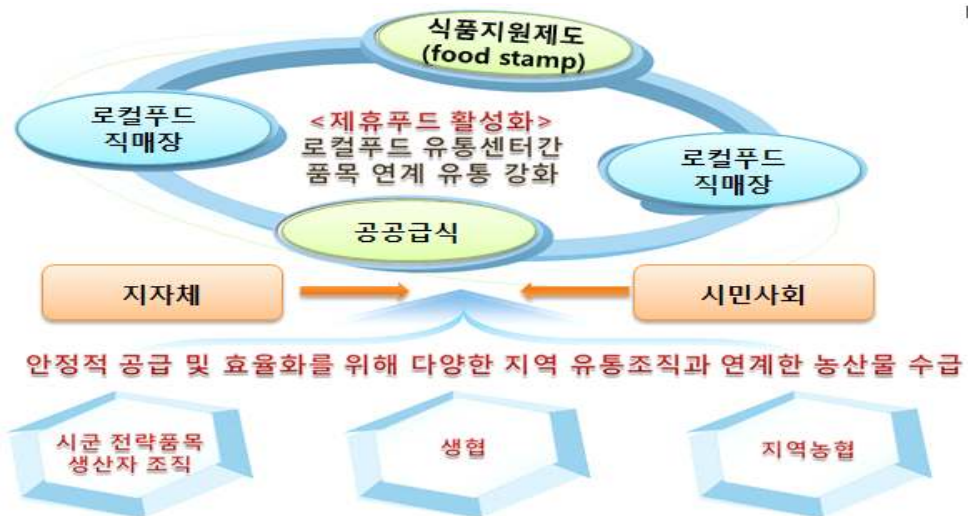 식품지원제도
(food stamp)
로컬푸드
직매장
<제휴푸드 활성화>
로컬푸드 유통센터간
품목 연계 유통 강화
로컬푸드
직매장
공공급식
지자체
시민사회
안정적 공급 및 효율화를 위해 다양한 지역 유통조직과 연계한 농산물 수급
시군 전략품목
생산자 조직
생협
지역농협